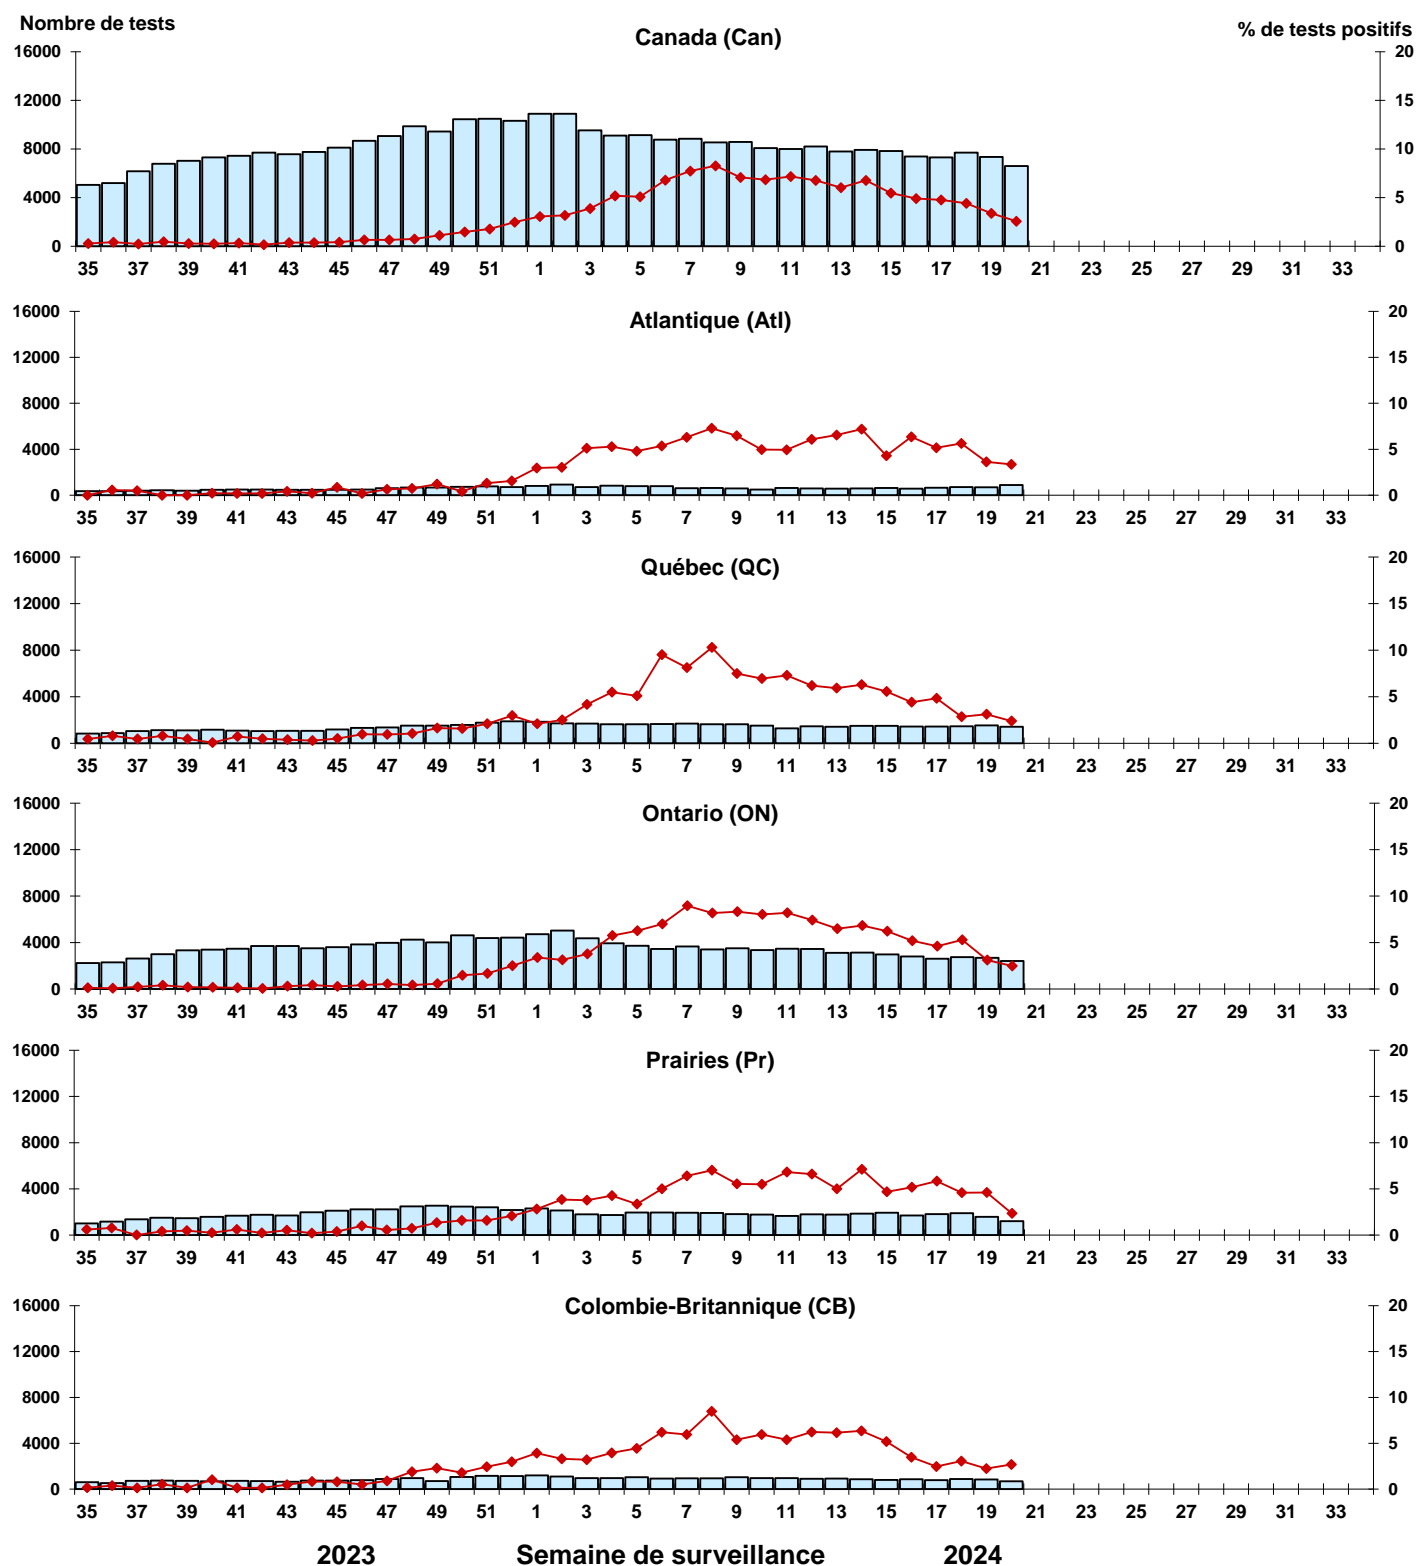 Nombre de tests
% de tests positifs
Canada (Can)
16000 20
12000 15
8000 10
4000 5
0 0
35 37 39 41 43 45 47 49 51 1 3 5 7 9 11 13 15 17 19 21 23 25 27 29 31 33
Atlantique (Atl)
16000 20
12000 15
8000 10
4000 5
0 0
35 37 39 41 43 45 47 49 51 1 3 5 7 9 11 13 15 17 19 21 23 25 27 29 31 33
Québec (QC)
16000 20
12000 15
8000 10
4000 5
0 0
35 37 39 41 43 45 47 49 51 1 3 5 7 9 11 13 15 17 19 21 23 25 27 29 31 33
Ontario (ON)
16000 20
12000 15
8000 10
4000 5
0 0
35 37 39 41 43 45 47 49 51 1 3 5 7 9 11 13 15 17 19 21 23 25 27 29 31 33
Prairies (Pr)
16000 20
12000 15
8000 10
4000 5
0 0
35 37 39 41 43 45 47 49 51 1 3 5 7 9 11 13 15 17 19 21 23 25 27 29 31 33
Colombie-Britannique (CB)
16000 20
12000 15
8000 10
4000 5
0 0
35 37 39 41 43 45 47 49 51 1 3 5 7 9 11 13 15 17 19 21 23 25 27 29 31 33
2023 Semaine de surveillance 2024